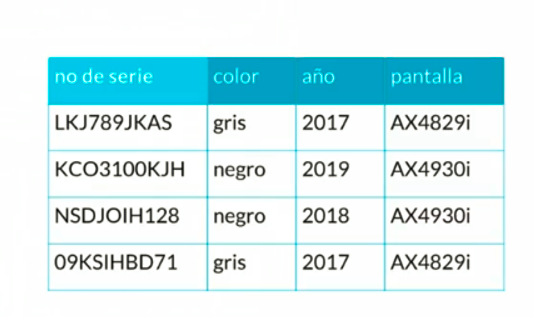 no de serie color año pantalla
LKJ789JKAS gris 2017 AX4829i
KCO3100KJH negro 2019 AX4930i
NSDJOIH128 negro 2018 AX4930i
09KSIHBD71 gris 2017 AX4829i